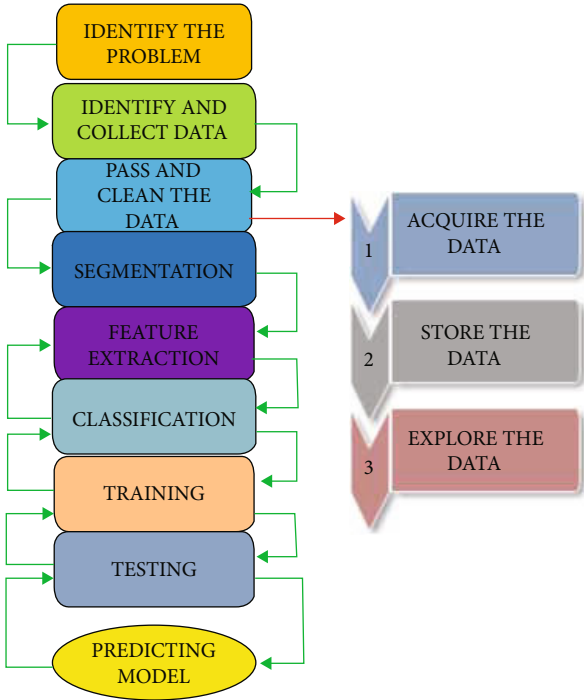 IDENTIFY THE
PROBLEM
IDENTIFY AND
COLLECT DATA
PASS AND
CLEAN THE
DATA
SEGMENTATION
FEATURE
EXTRACTION
CLASSIFICATION
TRAINING
TESTING
PREDICTING
MODEL
1
ACQUIRE THE
DATA
2
STORE THE
DATA
3
EXPLORE THE
DATA